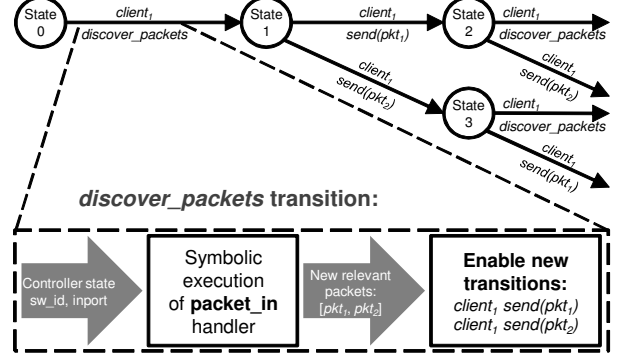 State
0
client1
discover_packets
State
1
client1
send(pkt1)
State
2
client1
discover_packets
client1
send(pkt2)
client1
send(pkt2)
State
3
client1
discover_packets
client1
send(pkt1)
discover_packets transition:
Controller state
sw_id, inport
Symbolic
execution
of packet_in
handler
New relevant
packets:
[pkt1, pkt2]
Enable new
transitions:
client1 send(pkt1)
client1 send(pkt2)